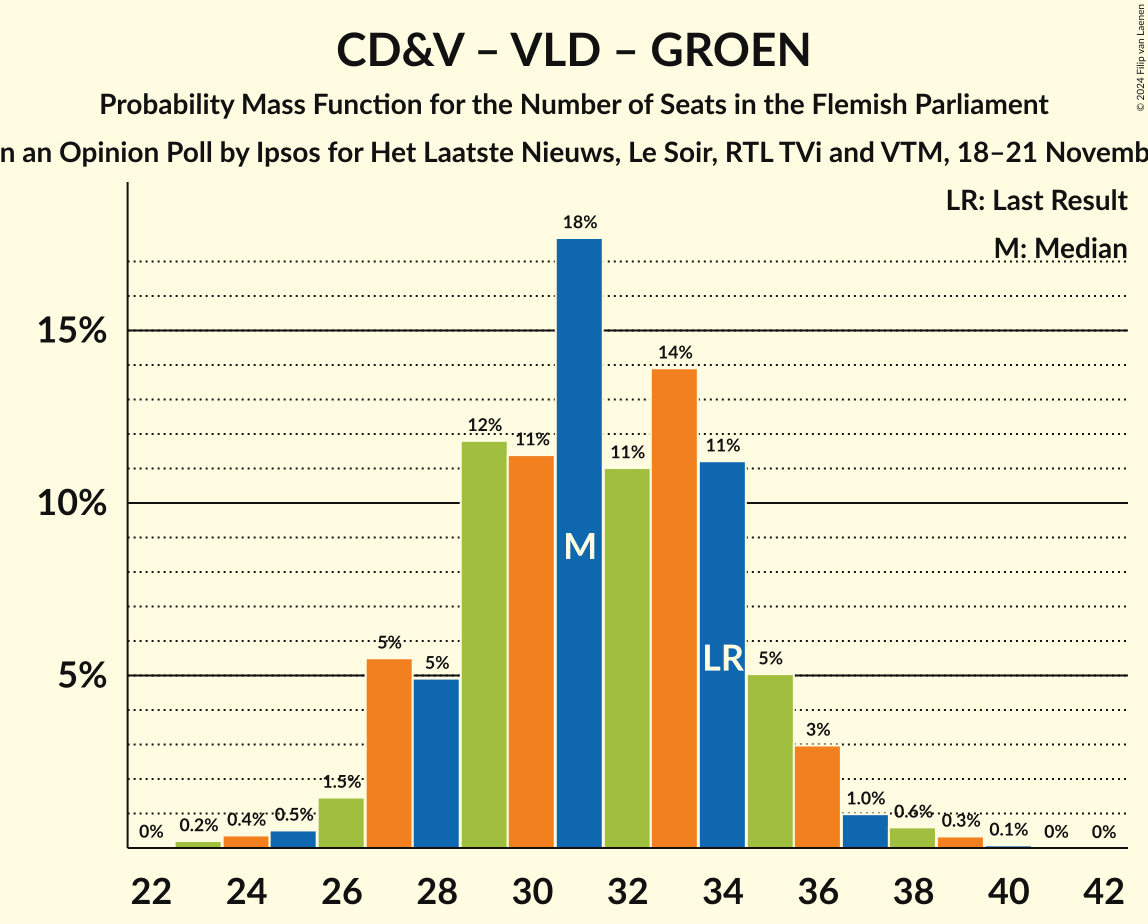 CD&V – VLD – GROEN
Probability Mass Function for the Number of Seats in the Flemish Parliament
an Opinion Poll by Ipsos for Het Laatste Nieuws, Le Soir, RTL TVi and VTM, 18–21
© 2024 Filip van Laenen
LR: Last Result
M: Median
15%
10%
5%
0% 0.2% 0.4% 0.5% 1.5% 5% 5% 12% 11% 18% 11% 14% 11% 5% 3% 1.0% 0.6% 0.3% 0.1% 0% 0%
M
LR
22 24 26 28 30 32 34 36 38 40 42